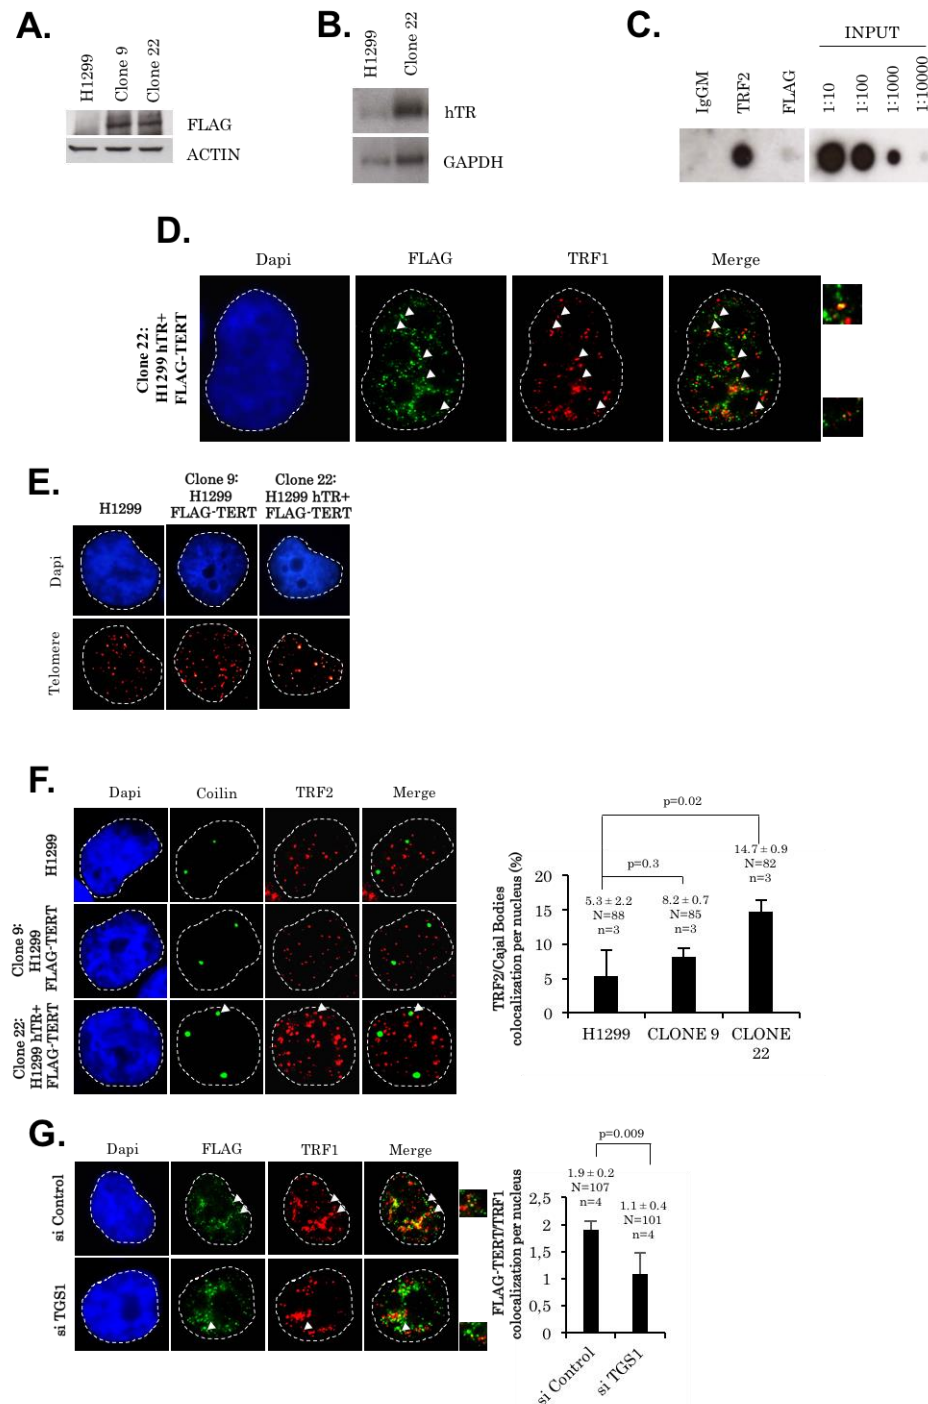 A.
H1299
Clone 9
Clone 22
FLAG
ACTIN
B.
H1299
Clone 22
hTR
GAPDH
C.
INPUT
IgGM
TRF2
FLAG
1:10
1:100
1:1000
1:10000
D.
Dapi
FLAG
TRF1
Merge
Clone 22:
H1299 hTR+
FLAG-TERT
E.
H1299
Clone 9:
H1299
FLAG-TERT
Clone 22:
H1299 hTR+
FLAG-TERT
Dapi
Telomere
F.
Dapi
Coilin
TRF2
Merge
H1299
Clone 9:
H1299
FLAG-TERT
Clone 22:
H1299 hTR+
FLAG-TERT
TRF2/Cajal Bodies
colocalization per nucleus (%)
p=0.02
p=0.3
20
15
10
5
0
5.3 ± 2.2
N=88
n=3
8.2 ± 0.7
N=85
n=3
14.7 ± 0.9
N=82
n=3
H1299
CLONE 9
CLONE
22
G.
Dapi
FLAG
TRF1
Merge
si Control
si TGS1
FLAG-TERT/TRF1
colocalization per nucleus
p=0.009
2,5
2
1,5
1
0,5
0
1.9 ± 0.2
N=107
n=4
1.1 ± 0.4
N=101
n=4
si Control
si TGS1